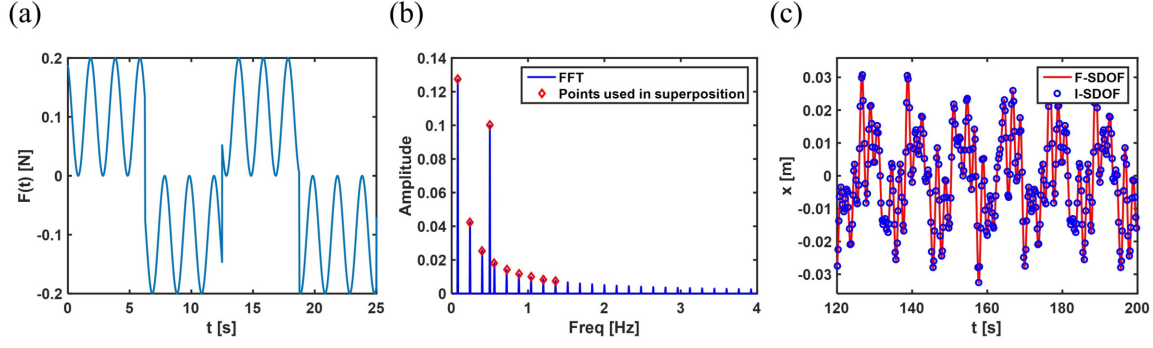 (a)
F(t) [N]
0.2
0.1
0
-0.1
-0.2
0 5 10 15 20 25
t [s]
(b)
Amplitude
0.14
0.12
0.10
0.08
0.06
0.04
0.02
0
FFT
Points used in superposition
0 1 2 3 4
Freq [Hz]
(c)
x [m]
0.03
0.02
0.01
0
-0.01
-0.02
-0.03
F-SDOF
I-SDOF
120 140 160 180 200
t [s]